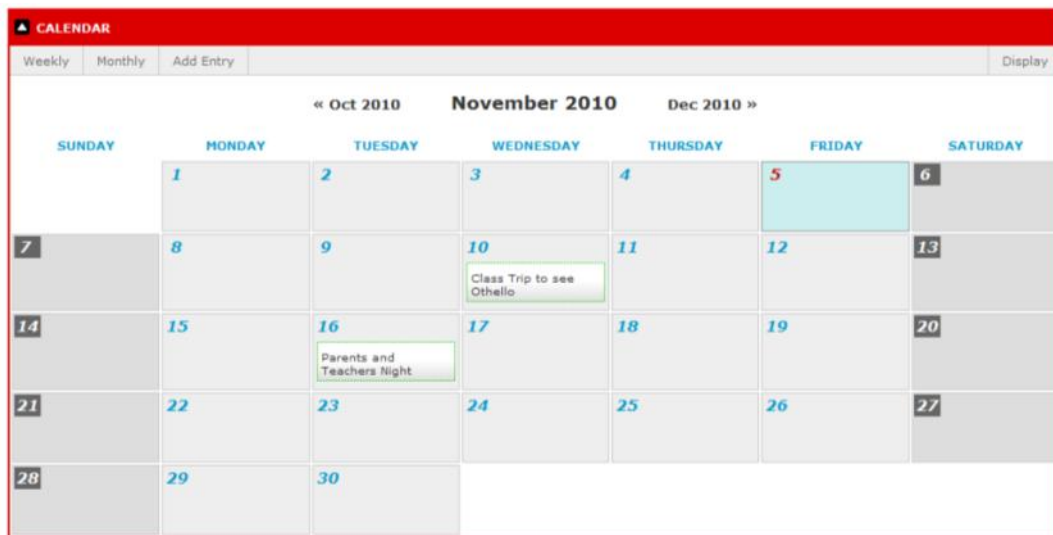 CALENDAR
Weekly Monthly Add Entry Display
« Oct 2010 November 2010 Dec 2010 »
SUNDAY MONDAY TUESDAY WEDNESDAY THURSDAY FRIDAY SATURDAY
1 2 3 4 5 6
7 8 9 10 11 12 13
Class Trip to see
Othello
14 15 16 17 18 19 20
Parents and
Teachers Night
21 22 23 24 25 26 27
28 29 30